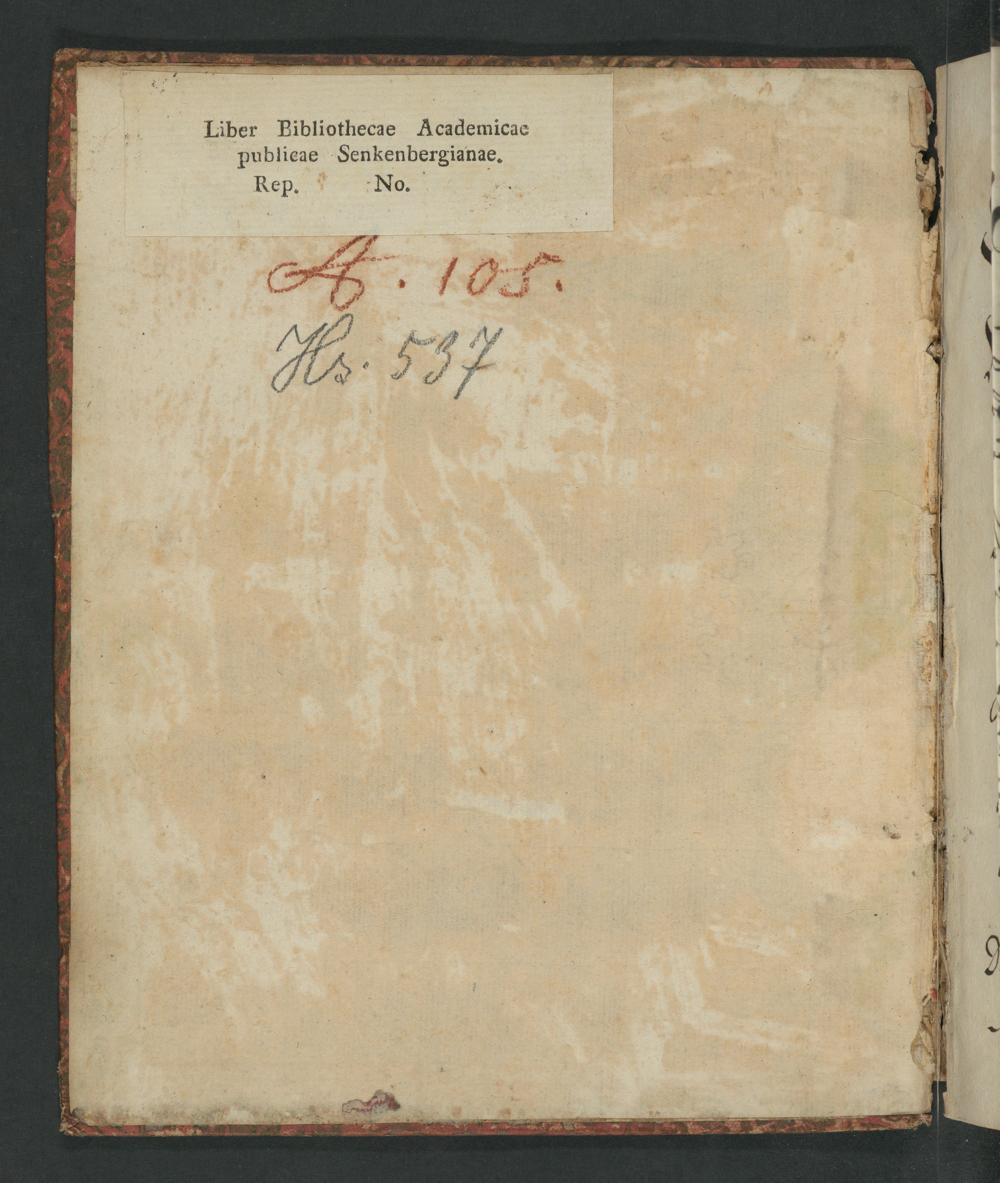 Liber Bibliothecae Academicae
publicae Senkenbergianae.
Rep. No.
A. 105.
Hs. 537